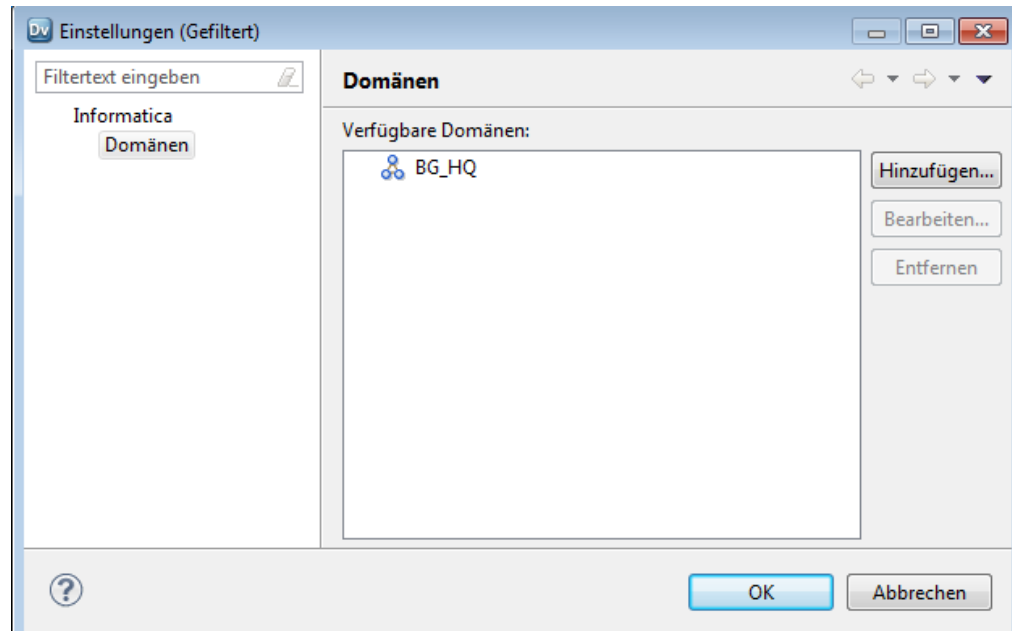 Dv Einstellungen (Gefiltert)
Filtertext eingeben
Informatica
Domänen
Domänen
Verfügbare Domänen:
BG_HQ
Hinzufügen...
Bearbeiten...
Entfernen
?
OK
Abbrechen